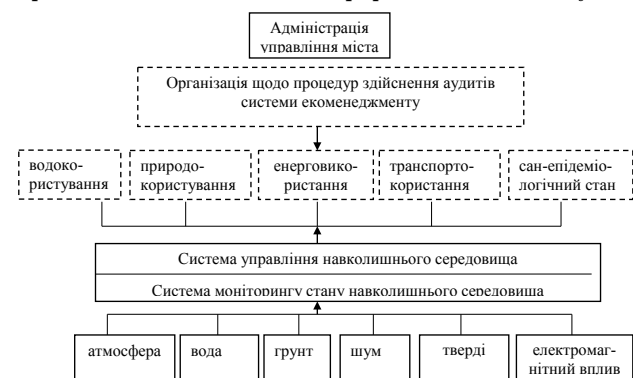 Адміністрація
управління міста
Організація щодо процедур здійснення аудитів
системи екоменеджменту
водоко-
ристування
природо-
користування
енерговико-
ристання
транспорто-
користання
сан-епідеміо-
логічний стан
Система управління навколишнього середовища
Система моніторингу стану навколишнього середовища
атмосфера
вода
грунт
шум
тверді
електромаг-
нітний вплив